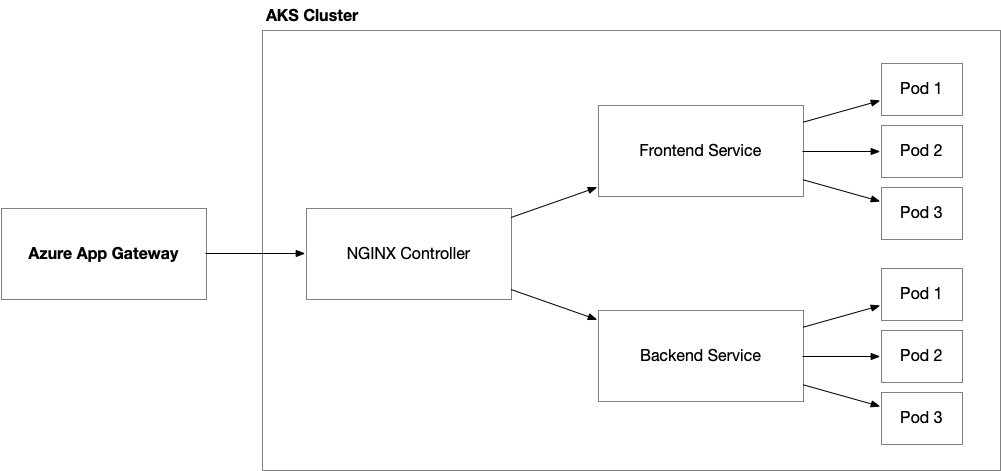 AKS Cluster
Azure App Gateway
NGINX Controller
Frontend Service
Pod 1
Pod 2
Pod 3
Backend Service
Pod 1
Pod 2
Pod 3